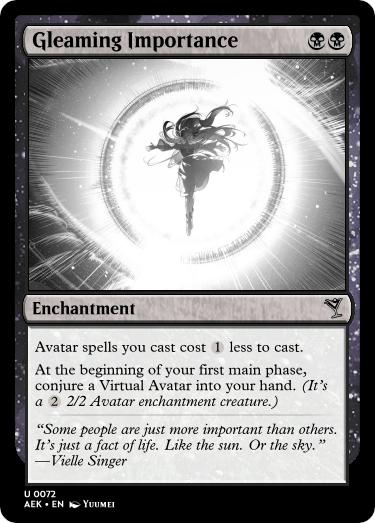 Gleaming Importance
Enchantment
Avatar spells you cast cost 1 less to cast.
At the beginning of your first main phase,
conjure a Virtual Avatar into your hand. (It's
a 2 2/2 Avatar enchantment creature.)
“Some people are just more important than others.
It's just a fact of life. Like the sun. Or the sky.”
—Vielle Singer
U 0072
AEK • EN Yuumei